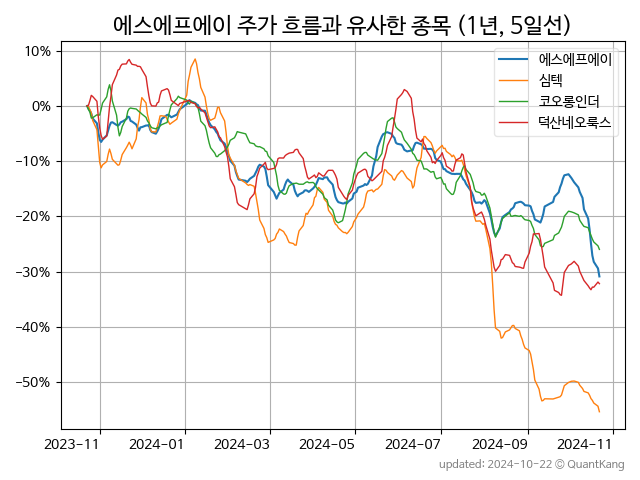 에스에프에이 주가 흐름과 유사한 종목 (1년, 5일선)
에스에프에이
심텍
코오롱인더
덕산네오룩스
10%
0%
−10%
−20%
−30%
−40%
−50%
2023−11
2024−01
2024−03
2024−05
2024−07
2024−09
2024−11
updated: 2024-10-22 © QuantKang